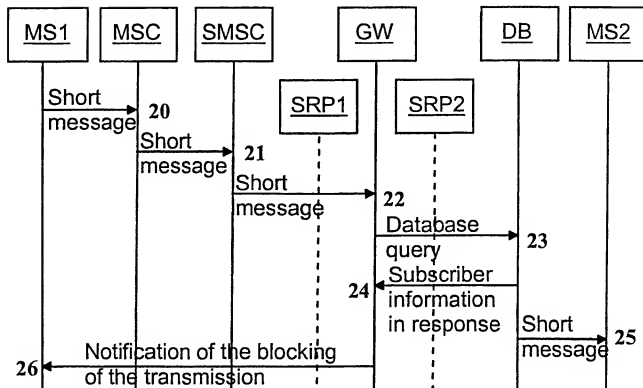 MS1 MSC SMSC GW DB MS2
SRP1 SRP2
Short
message 20
Short
message 21
Short
message 22
Database
query 23
Subscriber
information
in response 24
Short
message 25
Notification of the blocking
of the transmission 26